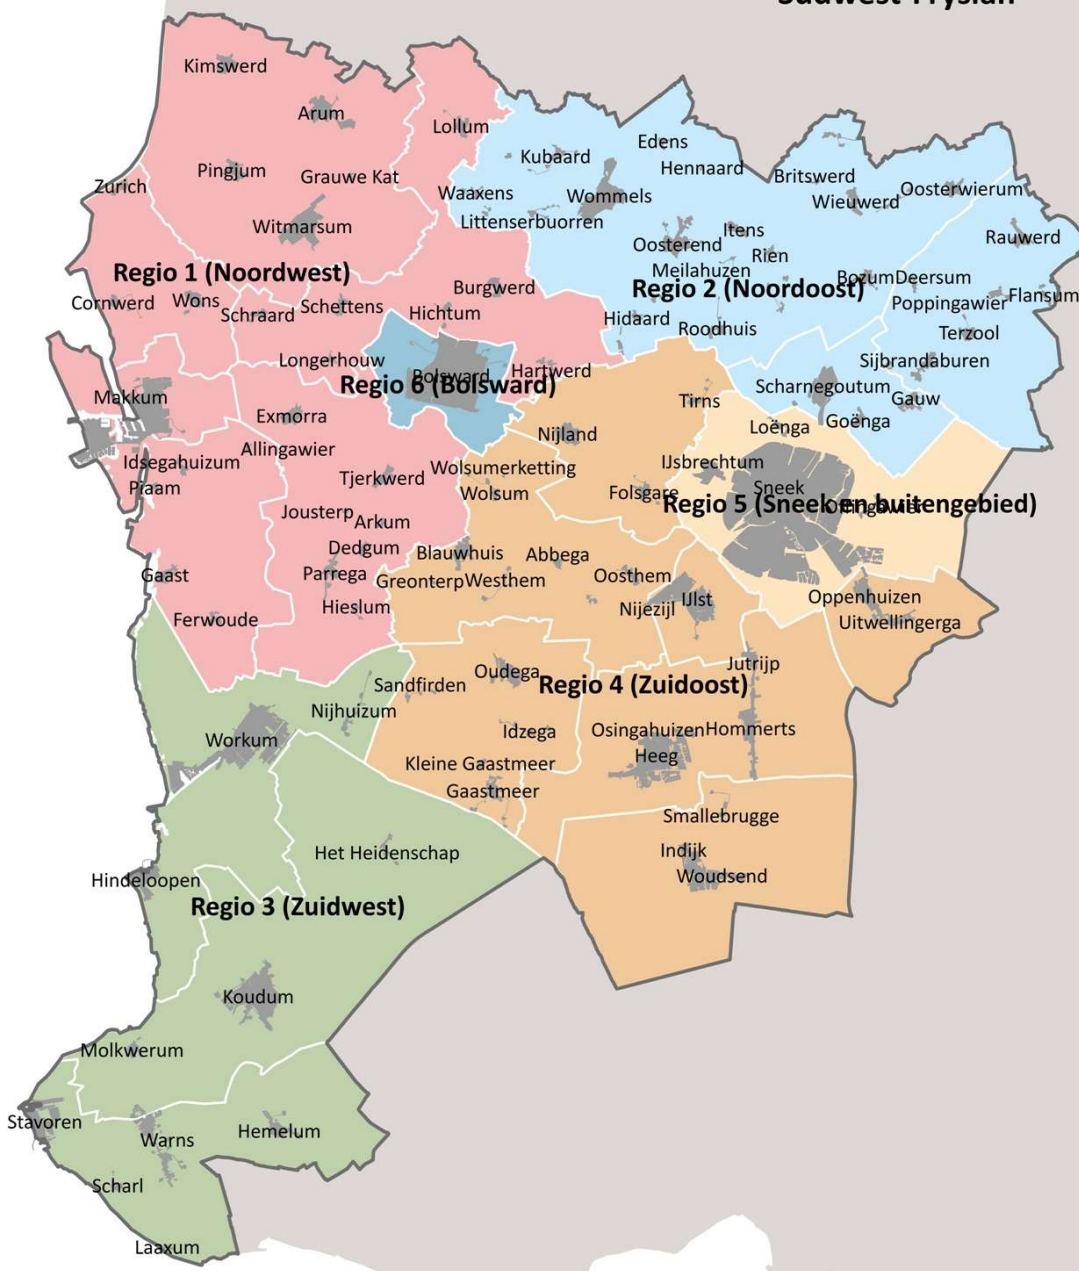 Súdwest-Fryslân
Kimswerd
Arum
Lollum
Edens
Kubaard
Hennaard
Pingjum
Grauwe Kat
Britswerd
Zurich
Waaxens
Wommels
Wieuwerd
Oosterwierum
Witmarsum
Littenserbuorren
Itens
Oosterend
Rauwerd
Rien
Meilahuzen
Regio 1 (Noordwest)
Burgwerd
Regio 2 (Noordoost)
Bozum
Deersum
Cornwerd
Wons
Schraard
Schettens
Hichtum
Poppingawier
Flansum
Hidaard
Roodhuis
Terzool
Longerhouw
Sijbrandaburen
Hartwerd
Bolsward
Regio 6 (Bolsward)
Scharnegoutum
Makkum
Tirns
Gauw
Exmorra
Goënga
Loënga
Nijland
Allingawier
Idsegahuizum
Wolsumerketting
IJsbrechtum
Tjerkwerd
Piaam
Wolsum
Folsgare
Sneek
Regio 5 (Sneek en buitengebied)
Offingawier
Jousterp
Arkum
Dedgum
Blauwhuis
Abbega
Gaast
Parrega
Greonterp
Westhem
Oosthem
Hieslum
Nijezijl
IJlst
Oppenhuizen
Ferwoude
Uitwellingerga
Jutrijp
Oudega
Sandfirden
Regio 4 (Zuidoost)
Nijhuizum
Idzega
Osingahuizen
Hommerts
Workum
Heeg
Kleine Gaastmeer
Gaastmeer
Smallebrugge
Het Heidenschap
Indijk
Hindeloopen
Woudsend
Regio 3 (Zuidwest)
Koudum
Molkwerum
Stavoren
Warns
Hemelum
Scharl
Laaxum